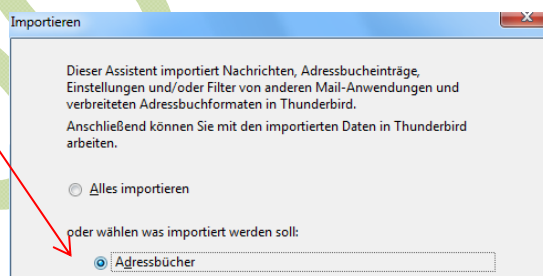 Importieren
Dieser Assistent importiert Nachrichten, Adressbucheinträge,
Einstellungen und/oder Filter von anderen Mail-Anwendungen und
verbreiteten Adressbuchformaten in Thunderbird.
Anschließend können Sie mit den importierten Daten in Thunderbird
arbeiten.
Alles importieren
oder wählen was importiert werden soll:
Adressbücher